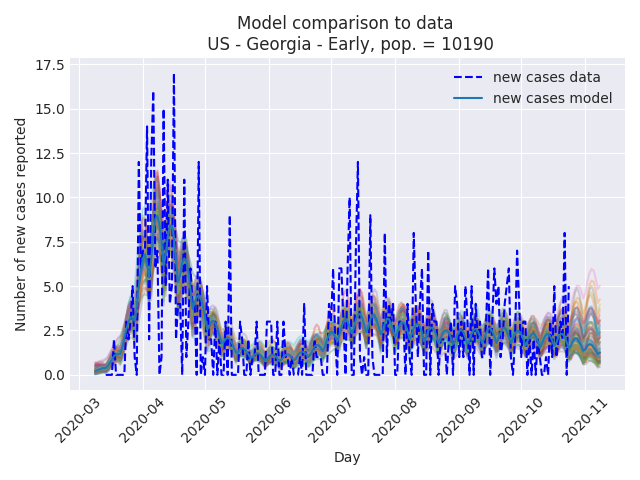 Model comparison to data
US - Georgia - Early, pop. = 10190
new cases data
new cases model
Number of new cases reported
17.5
15.0
12.5
10.0
7.5
5.0
2.5
0.0
2020-03
2020-04
2020-05
2020-06
2020-07
2020-08
2020-09
2020-10
2020-11
Day